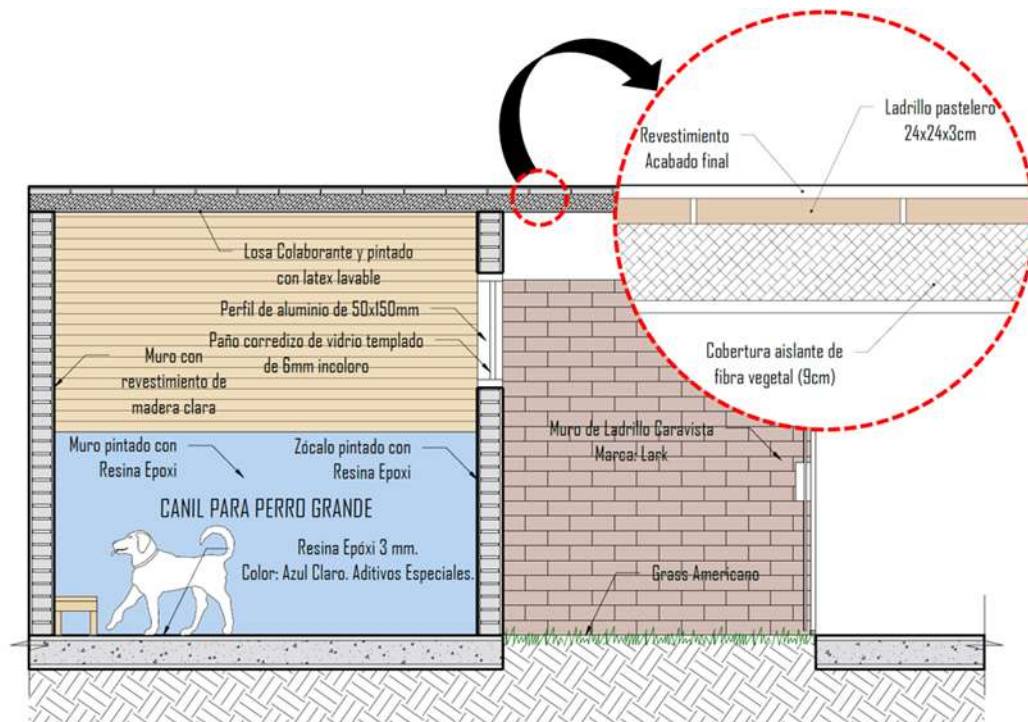 Revestimiento
Acabado final
Ladrillo pastelero
24x24x3cm
Cobertura aislante de
fibra vegetal (9cm)
Losa Colaborante y pintado
con latex lavable
Perfil de aluminio de 50x150mm
Paño corredizo de vidrio templado
de 6mm incoloro
Muro con
revestimiento de
madera clara
Muro pintado con
Resina Epoxi
Zócalo pintado con
Resina Epoxi
Muro de Ladrillo Caravista
Marca: Lark
CANIL PARA PERRO GRANDE
Resina Epóxi 3 mm.
Color: Azul Claro. Aditivos Especiales.
Grass Americano